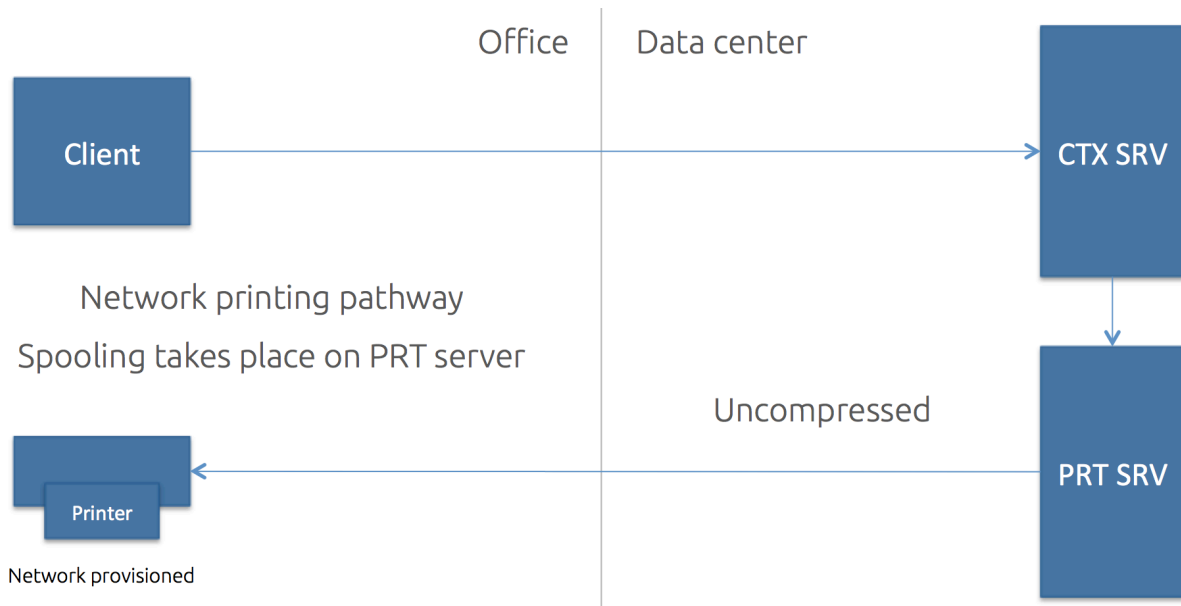 Office
Data center
Client
CTX SRV
Network printing pathway
Spooling takes place on PRT server
Uncompressed
PRT SRV
Printer
Network provisioned